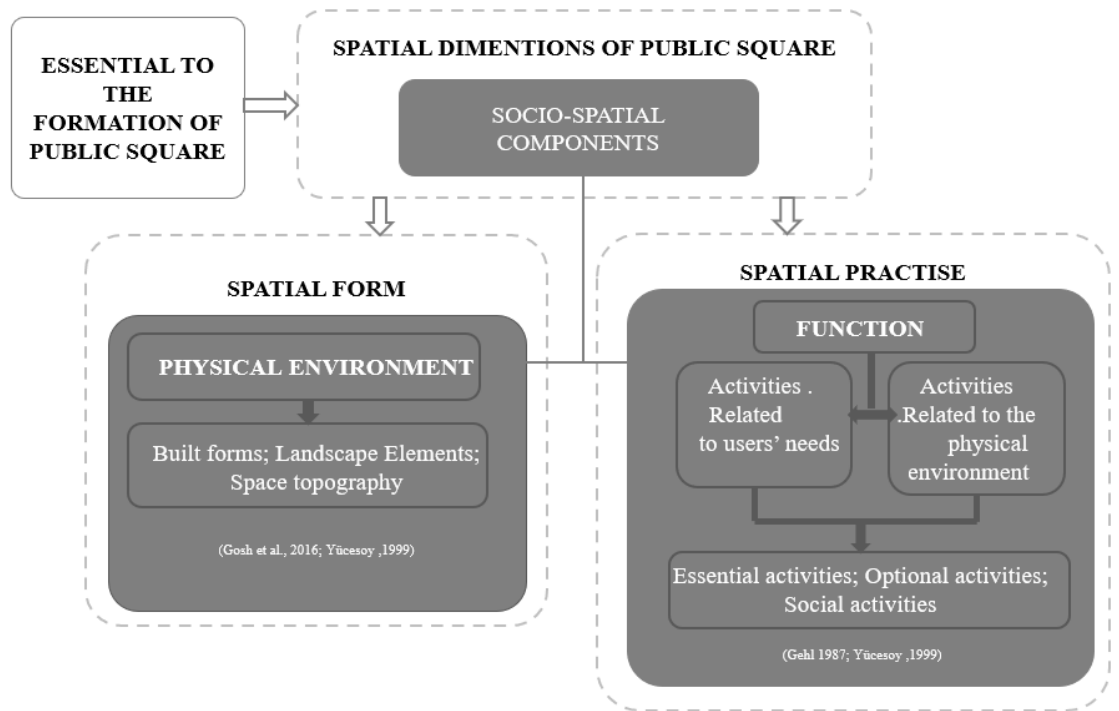 ESSENTIAL TO
THE
FORMATION OF
PUBLIC SQUARE
SPATIAL DIMENTIONS OF PUBLIC SQUARE
SOCIO-SPATIAL
COMPONENTS
SPATIAL FORM
PHYSICAL ENVIRONMENT
Built forms; Landscape Elements;
Space topography
(Gosh et al., 2016; Yücesoy ,1999)
SPATIAL PRACTISE
FUNCTION
Activities .
Related
to users’ needs
Activities
.Related to the
physical
environment
Essential activities; Optional activities;
Social activities
(Gehl 1987; Yücesoy ,1999)